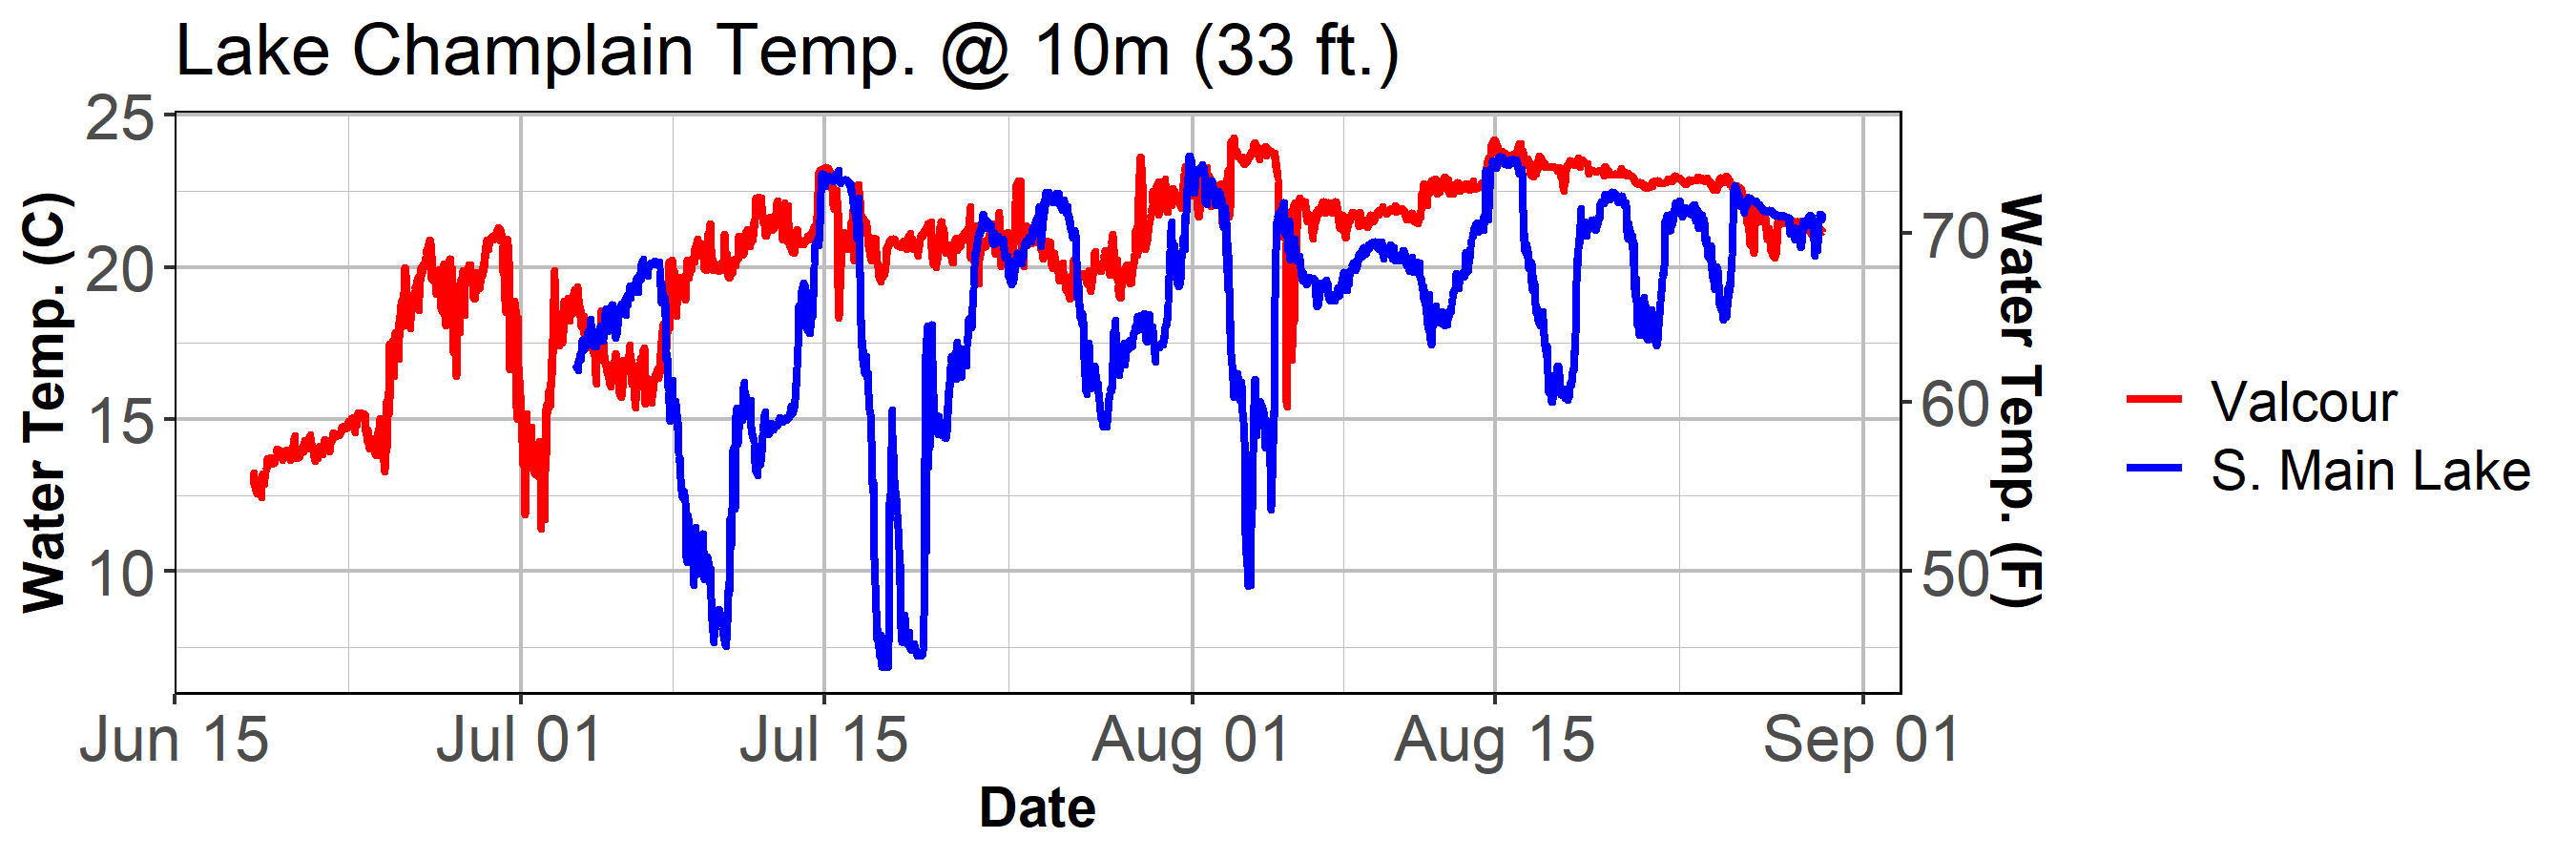 Lake Champlain Temp. @ 10m (33 ft.)
Water Temp. (C)
25
20
15
10
70
60
50
Water Temp. (F)
Jun 15
Jul 01
Jul 15
Aug 01
Aug 15
Sep 01
Date
Valcour
S. Main Lake